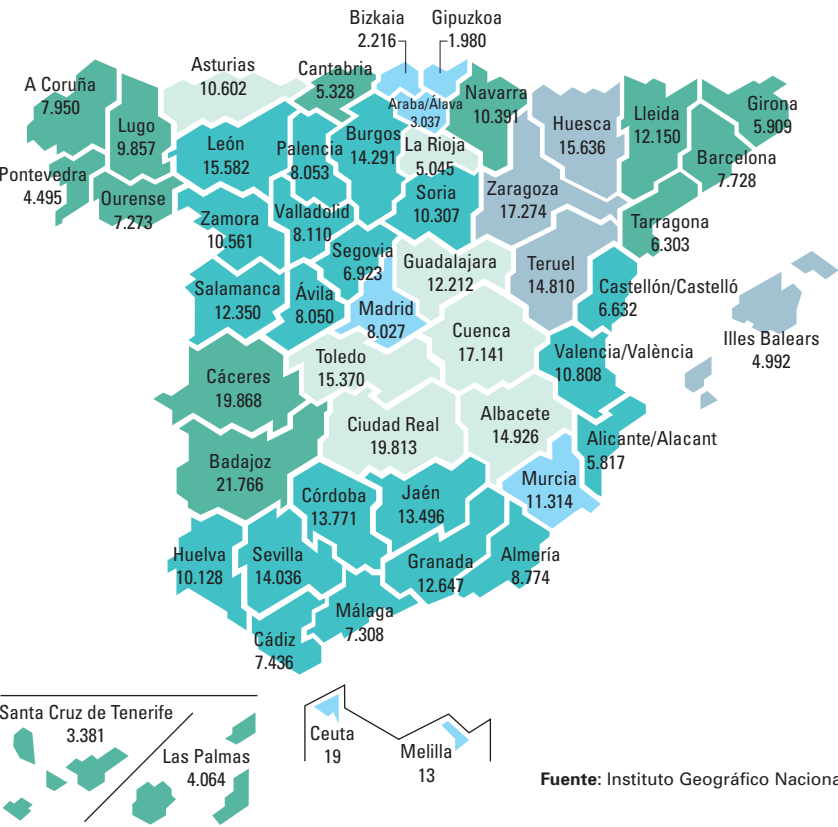 Bizkaia
2.216
Gipuzkoa
1.980
A Coruña
7.950
Lugo
9.857
Asturias
10.602
Cantabria
5.328
Araba/Álava
3.037
Navarra
10.391
Huesca
15.636
Lleida
12.150
Girona
5.909
Barcelona
7.728
Pontevedra
4.495
Ourense
7.273
León
15.582
Palencia
8.053
Burgos
14.291
La Rioja
5.045
Soria
10.307
Zaragoza
17.274
Tarragona
6.303
Zamora
10.561
Valladolid
8.110
Segovia
6.923
Guadalajara
12.212
Teruel
14.810
Castellón/Castelló
6.632
Salamanca
12.350
Ávila
8.050
Madrid
8.027
Cuenca
17.141
Valencia/València
10.808
Illes Balears
4.992
Cáceres
19.868
Toledo
15.370
Ciudad Real
19.813
Albacete
14.926
Alicante/Alacant
5.817
Badajoz
21.766
Córdoba
13.771
Jaén
13.496
Murcia
11.314
Huelva
10.128
Sevilla
14.036
Granada
12.647
Almería
8.774
Málaga
7.308
Cádiz
7.436
Santa Cruz de Tenerife
3.381
Las Palmas
4.064
Ceuta
19
Melilla
13
Fuente: Instituto Geográfico Naciona